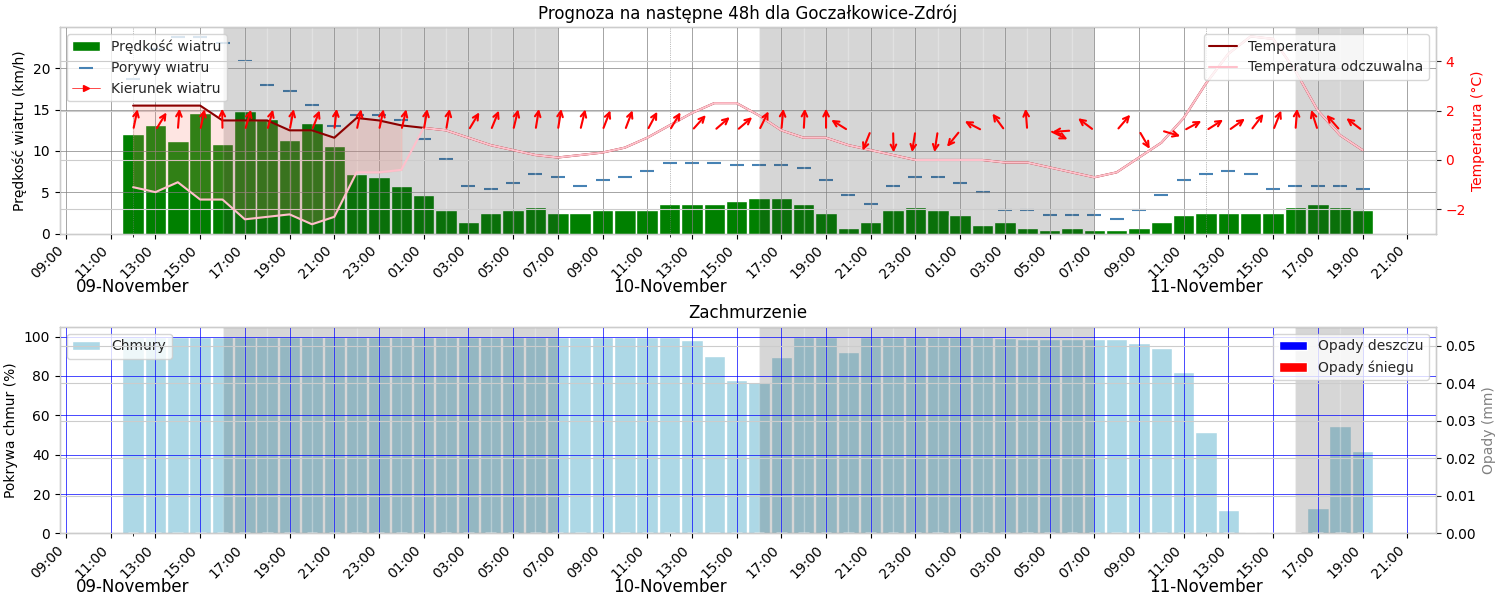 Prognoza na następne 48h dla Goczałkowice-Zdrój
Prędkość wiatru
Porywy wiatru
Kierunek wiatru
Temperatura
Temperatura odczuwalna
Prędkość wiatru (km/h)
20
15
10
5
0
4
2
0
−2
Temperatura (°C)
09:00 11:00 13:00 15:00 17:00 19:00 21:00 23:00 01:00 03:00 05:00 07:00 09:00 11:00 13:00 15:00 17:00 19:00 21:00 23:00 01:00 03:00 05:00 07:00 09:00 11:00 13:00 15:00 17:00 19:00 21:00
09-November 10-November 11-November
Zachmurzenie
Chmury
Opady deszczu
Opady śniegu
Pokrywa chmur (%)
100
80
60
40
20
0
0.05
0.04
0.03
0.02
0.01
0.00
Opady (mm)
09:00 11:00 13:00 15:00 17:00 19:00 21:00 23:00 01:00 03:00 05:00 07:00 09:00 11:00 13:00 15:00 17:00 19:00 21:00 23:00 01:00 03:00 05:00 07:00 09:00 11:00 13:00 15:00 17:00 19:00 21:00
09-November 10-November 11-November